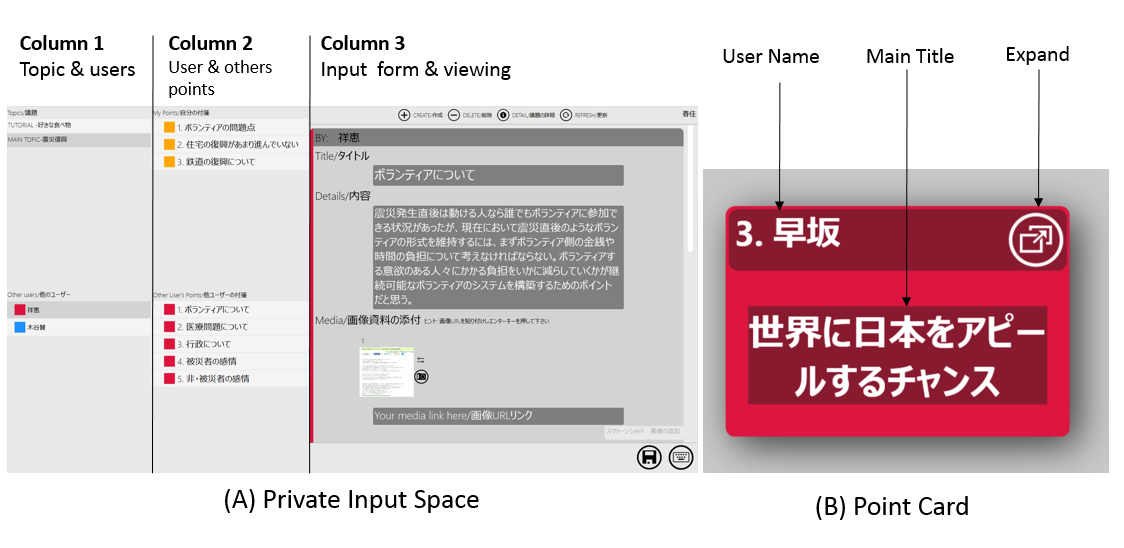 Column 1
Topic & users
Column 2
User & others
points
Column 3
Input form & viewing
User Name
Main Title
Expand
Topics/議題
TUTORIAL -好きな食べ物
MAIN TOPIC-震災復興
Other users/他のユーザー
祥恵
木谷賛
My Points/自分の付箋
1. ボランティアの問題点
2. 住宅の復興があまり進んでいない
3. 鉄道の復興について
Other User's Points/他ユーザーの付箋
1. ボランティアについて
2. 医療問題について
3. 行政について
4. 被災者の感情
5. 非・被災者の感情
CREATE/作成
DELETE/削除
DETAIL/議題の詳細
REFRESH/更新
春任
BY: 祥恵
Title/タイトル
ボランティアについて
Details/内容
震災発生直後は動ける人なら誰でもボランティアに参加で
きる状況があったが、現在において震災直後のようなボラン
ティアの形式を維持するには、まずボランティア側の金銭や
時間の負担について考えなければならない。ボランティアす
る意欲のある人々にかかる負担をいかに減らしていくかが継
続可能なボランティアのシステムを構築するためのポイント
だと思う。
Media/画像資料の添付 ヒント: 画像URLを貼り付けしエンターキーを押して下さい
1
Your media link here/画像URLリンク
スクリーンショット 画像の追加
3. 早坂
世界に日本をアピー
ルするチャンス
(A) Private Input Space
(B) Point Card